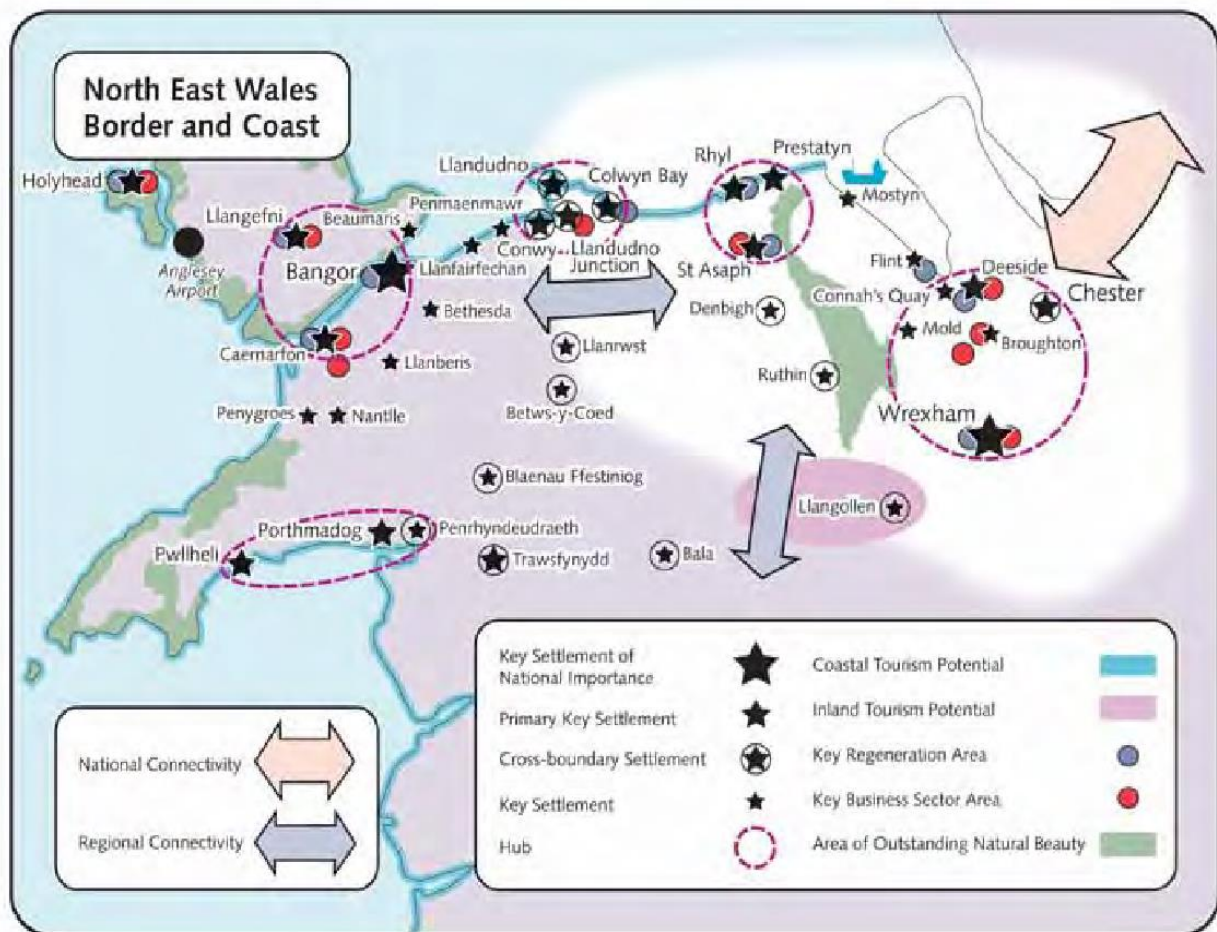 North East Wales
Border and Coast
Holyhead
Llangefni
Beaumaris
Anglesey
Airport
Bangor
Caernarfon
Penmaenmawr
Llanfairfechan
Bethesda
Llanberis
Penygroes
Nantlle
Llandudno
Colwyn Bay
Conwy
Llandudno
Junction
Llanrwst
Betws-y-Coed
Rhyl
Prestatyn
St Asaph
Denbigh
Ruthin
Mostyn
Flint
Deeside
Connah's Quay
Chester
Mold
Broughton
Wrexham
Blaenau Ffestiniog
Porthmadog
Penrhyndeudraeth
Pwllheli
Trawsfynydd
Bala
Llangollen
National Connectivity
Regional Connectivity
Key Settlement of
National Importance
Primary Key Settlement
Cross-boundary Settlement
Key Settlement
Hub
Coastal Tourism Potential
Inland Tourism Potential
Key Regeneration Area
Key Business Sector Area
Area of Outstanding Natural Beauty